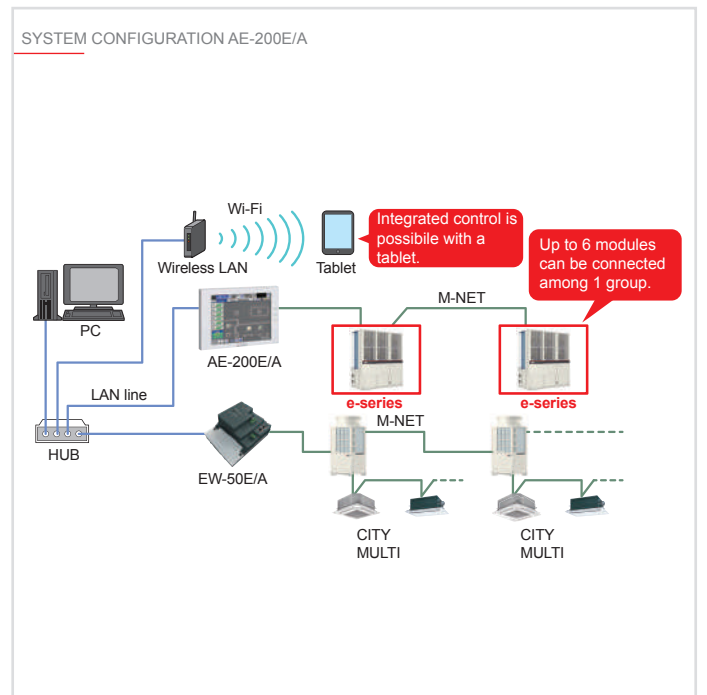 SYSTEM CONFIGURATION AE-200E/A
Wi-Fi
Wireless LAN
Tablet
Integrated control is
possibile with a
tablet.
Up to 6 modules
can be connected
among 1 group.
M-NET
PC
AE-200E/A
LAN line
e-series
e-series
M-NET
HUB
EW-50E/A
CITY
MULTI
CITY
MULTI